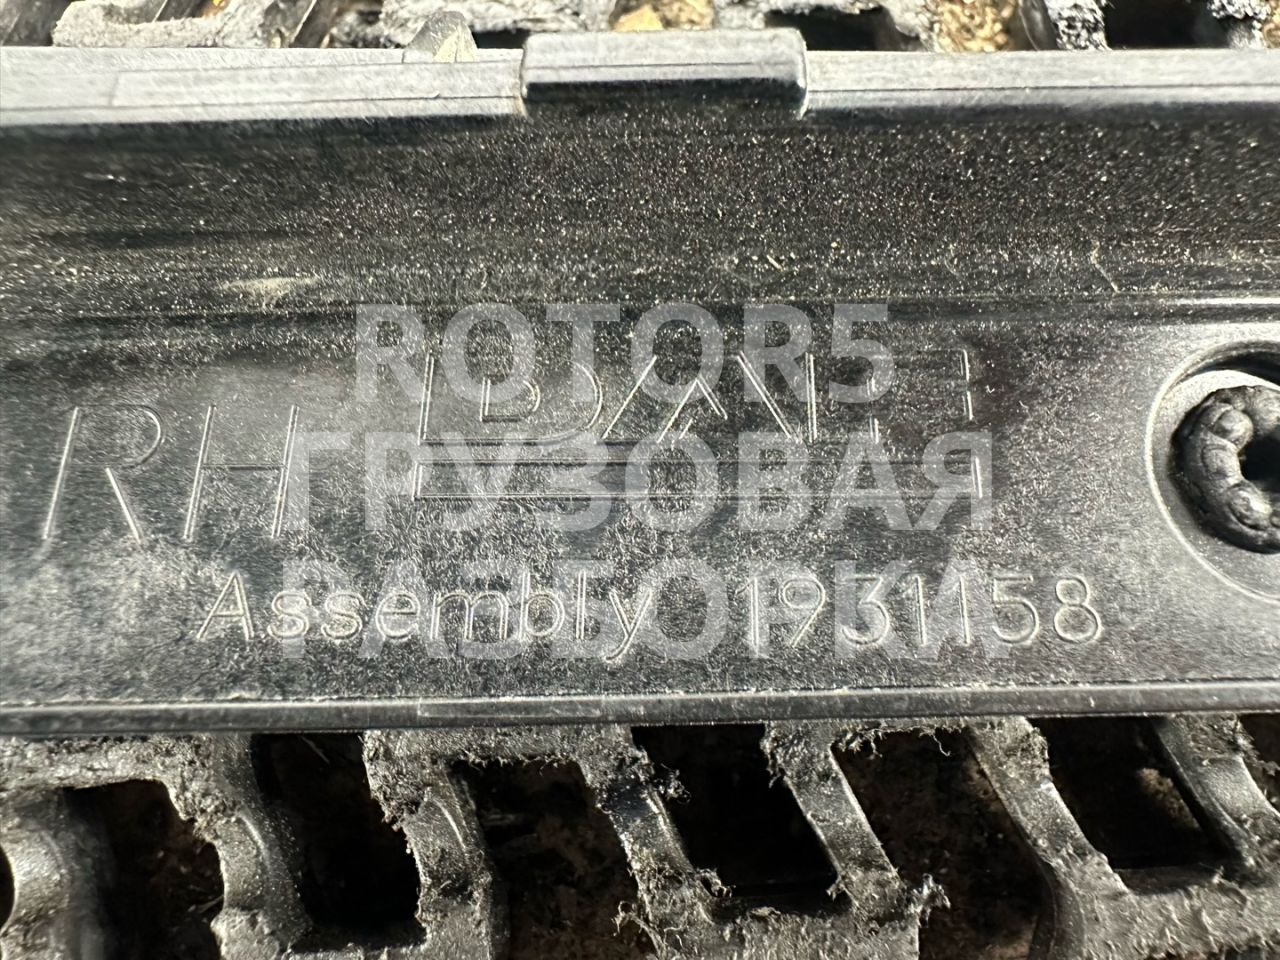 ROTOR5
RH DAF
ГРУЗОВАЯ
РАЗБОРКА
Assembly 1931158